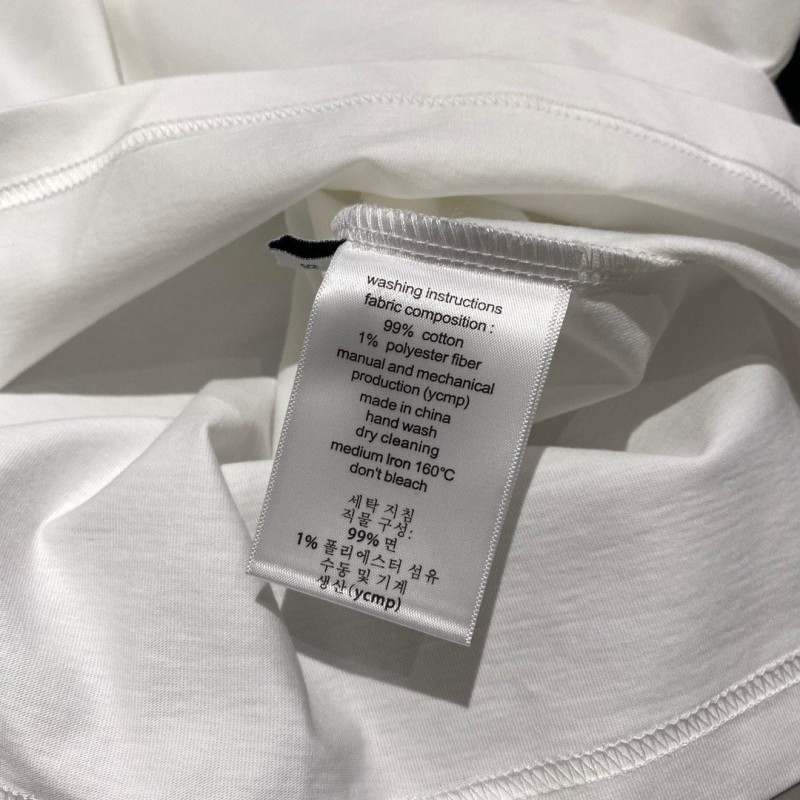 washing instructions
fabric composition :
99% cotton
1% polyester fiber
manual and mechanical
production (ycmp)
made in china
hand wash
dry cleaning
medium Iron 160℃
don't bleach
세탁 지침
직물 구성:
99% 면
1% 폴리에스터 섬유
수동 및 기계
생산(ycmp)